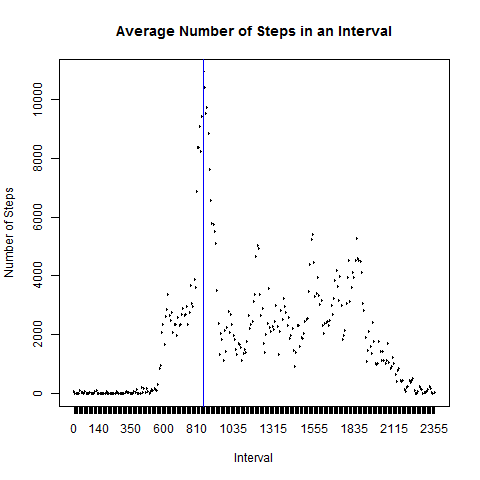 Average Number of Steps in an Interval
Number of Steps
10000
8000
6000
4000
2000
0
0 140 350 600 810 1035 1315 1555 1835 2115 2355
Interval